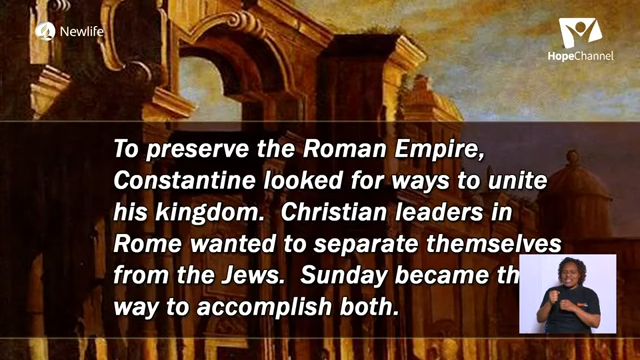 Newlife
HopeChannel
To preserve the Roman Empire,
Constantine looked for ways to unite
his kingdom. Christian leaders in
Rome wanted to separate themselves
from the Jews. Sunday became th
way to accomplish both.